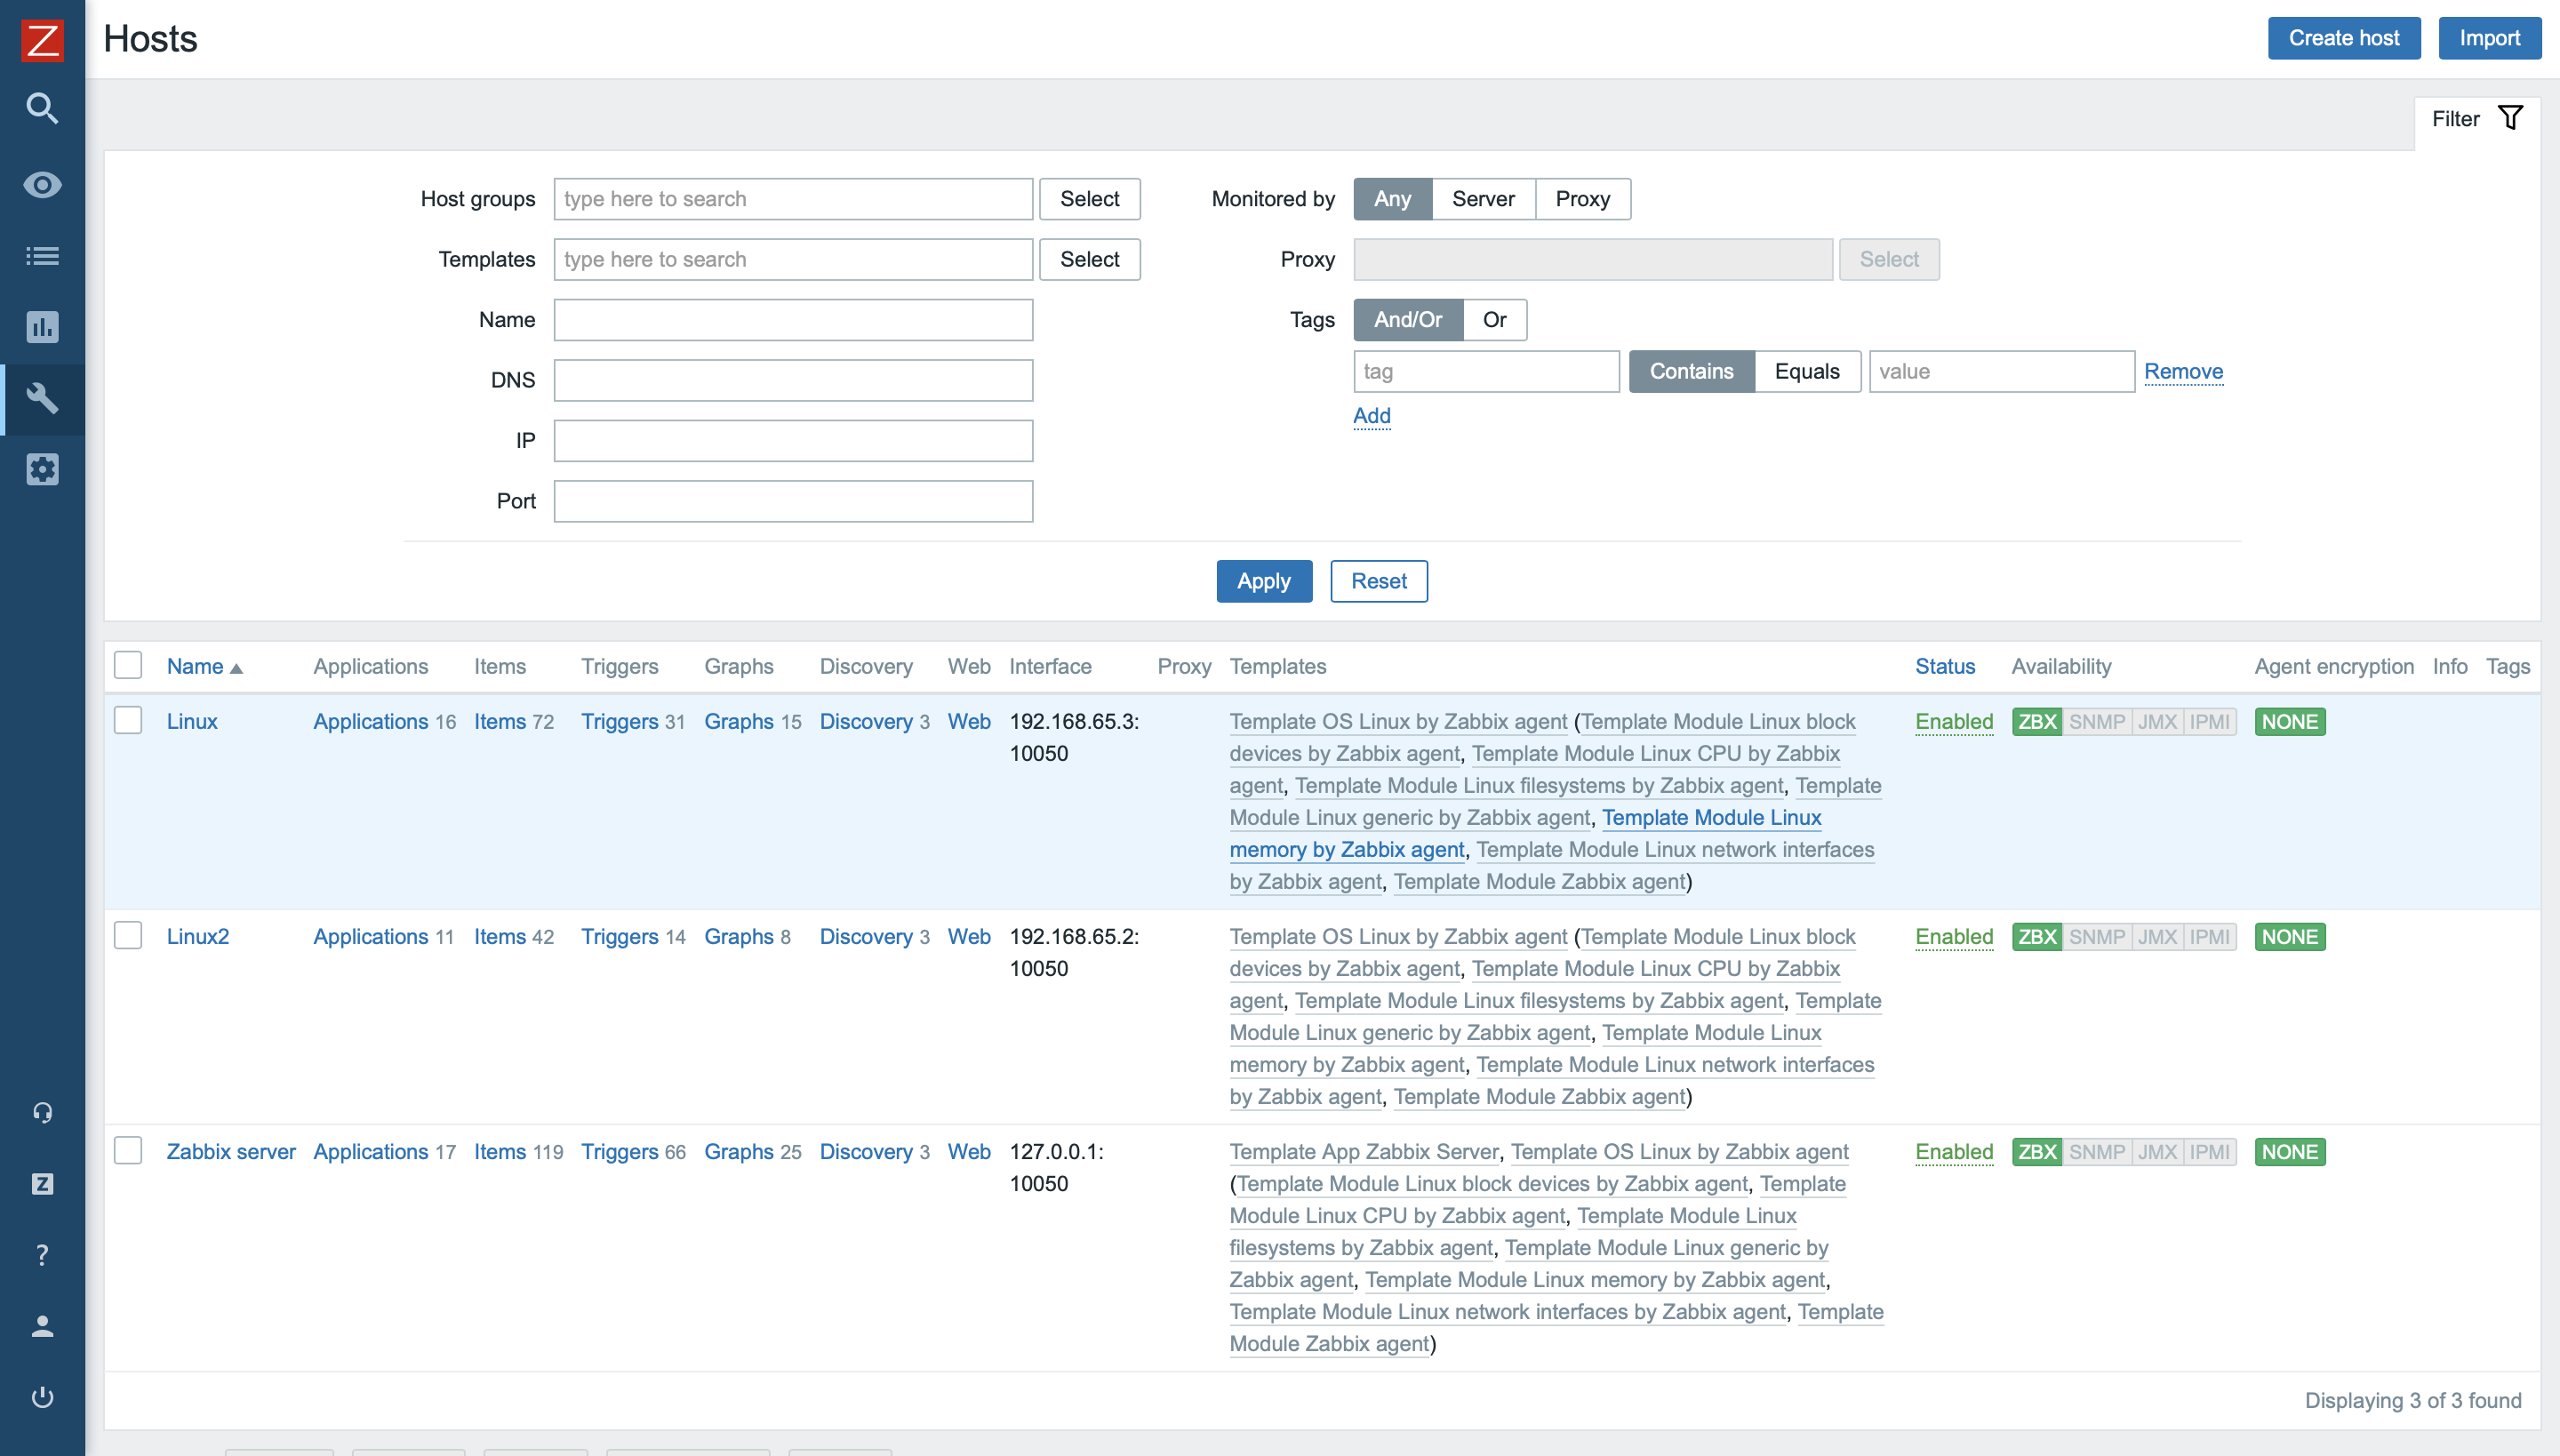 Z
Hosts
Create host
Import
Filter
Host groups type here to search Select
Monitored by Any Server Proxy
Templates type here to search Select
Proxy Select
Name
Tags And/Or Or
DNS
tag Contains Equals value Remove
Add
IP
Port
Apply Reset
Name Applications Items Triggers Graphs Discovery Web Interface Proxy Templates Status Availability Agent encryption Info Tags
Linux Applications 16 Items 72 Triggers 31 Graphs 15 Discovery 3 Web 192.168.65.3: Template OS Linux by Zabbix agent (Template Module Linux block Enabled ZBX SNMP JMX IPMI NONE
10050 devices by Zabbix agent, Template Module Linux CPU by Zabbix
agent, Template Module Linux filesystems by Zabbix agent, Template
Module Linux generic by Zabbix agent, Template Module Linux
memory by Zabbix agent, Template Module Linux network interfaces
by Zabbix agent, Template Module Zabbix agent)
Linux2 Applications 11 Items 42 Triggers 14 Graphs 8 Discovery 3 Web 192.168.65.2: Template OS Linux by Zabbix agent (Template Module Linux block Enabled ZBX SNMP JMX IPMI NONE
10050 devices by Zabbix agent, Template Module Linux CPU by Zabbix
agent, Template Module Linux filesystems by Zabbix agent, Template
Module Linux generic by Zabbix agent, Template Module Linux
memory by Zabbix agent, Template Module Linux network interfaces
by Zabbix agent, Template Module Zabbix agent)
Zabbix server Applications 17 Items 119 Triggers 66 Graphs 25 Discovery 3 Web 127.0.0.1: Template App Zabbix Server, Template OS Linux by Zabbix agent Enabled ZBX SNMP JMX IPMI NONE
10050 (Template Module Linux block devices by Zabbix agent, Template
Module Linux CPU by Zabbix agent, Template Module Linux
filesystems by Zabbix agent, Template Module Linux generic by
Zabbix agent, Template Module Linux memory by Zabbix agent,
Template Module Linux network interfaces by Zabbix agent, Template
Module Zabbix agent)
Z
?
Displaying 3 of 3 found